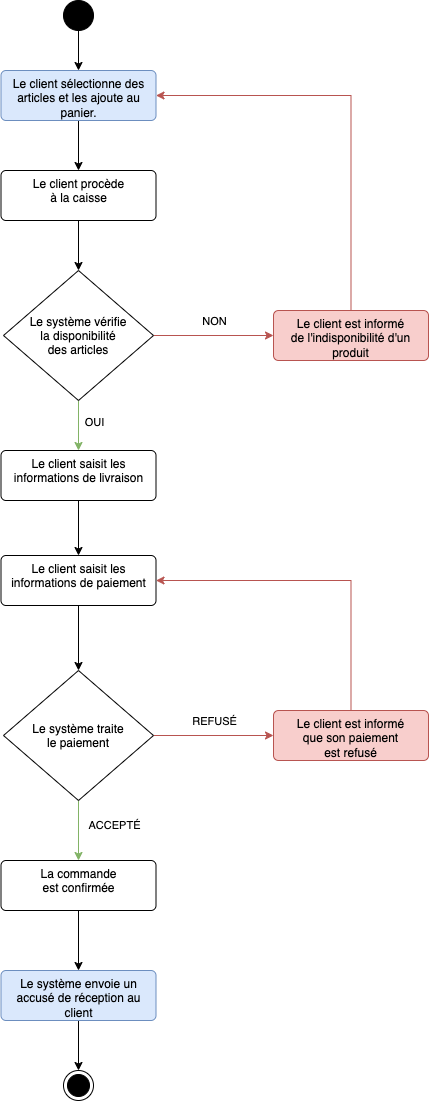 Le client sélectionne des
articles et les ajoute au
panier.
Le client procède
à la caisse
Le système vérifie
la disponibilité
des articles
NON
Le client est informé
de l'indisponibilité d'un
produit
OUI
Le client saisit les
informations de livraison
Le client saisit les
informations de paiement
Le système traite
le paiement
REFUSÉ
Le client est informé
que son paiement
est refusé
ACCEPTÉ
La commande
est confirmée
Le système envoie un
accusé de réception au
client